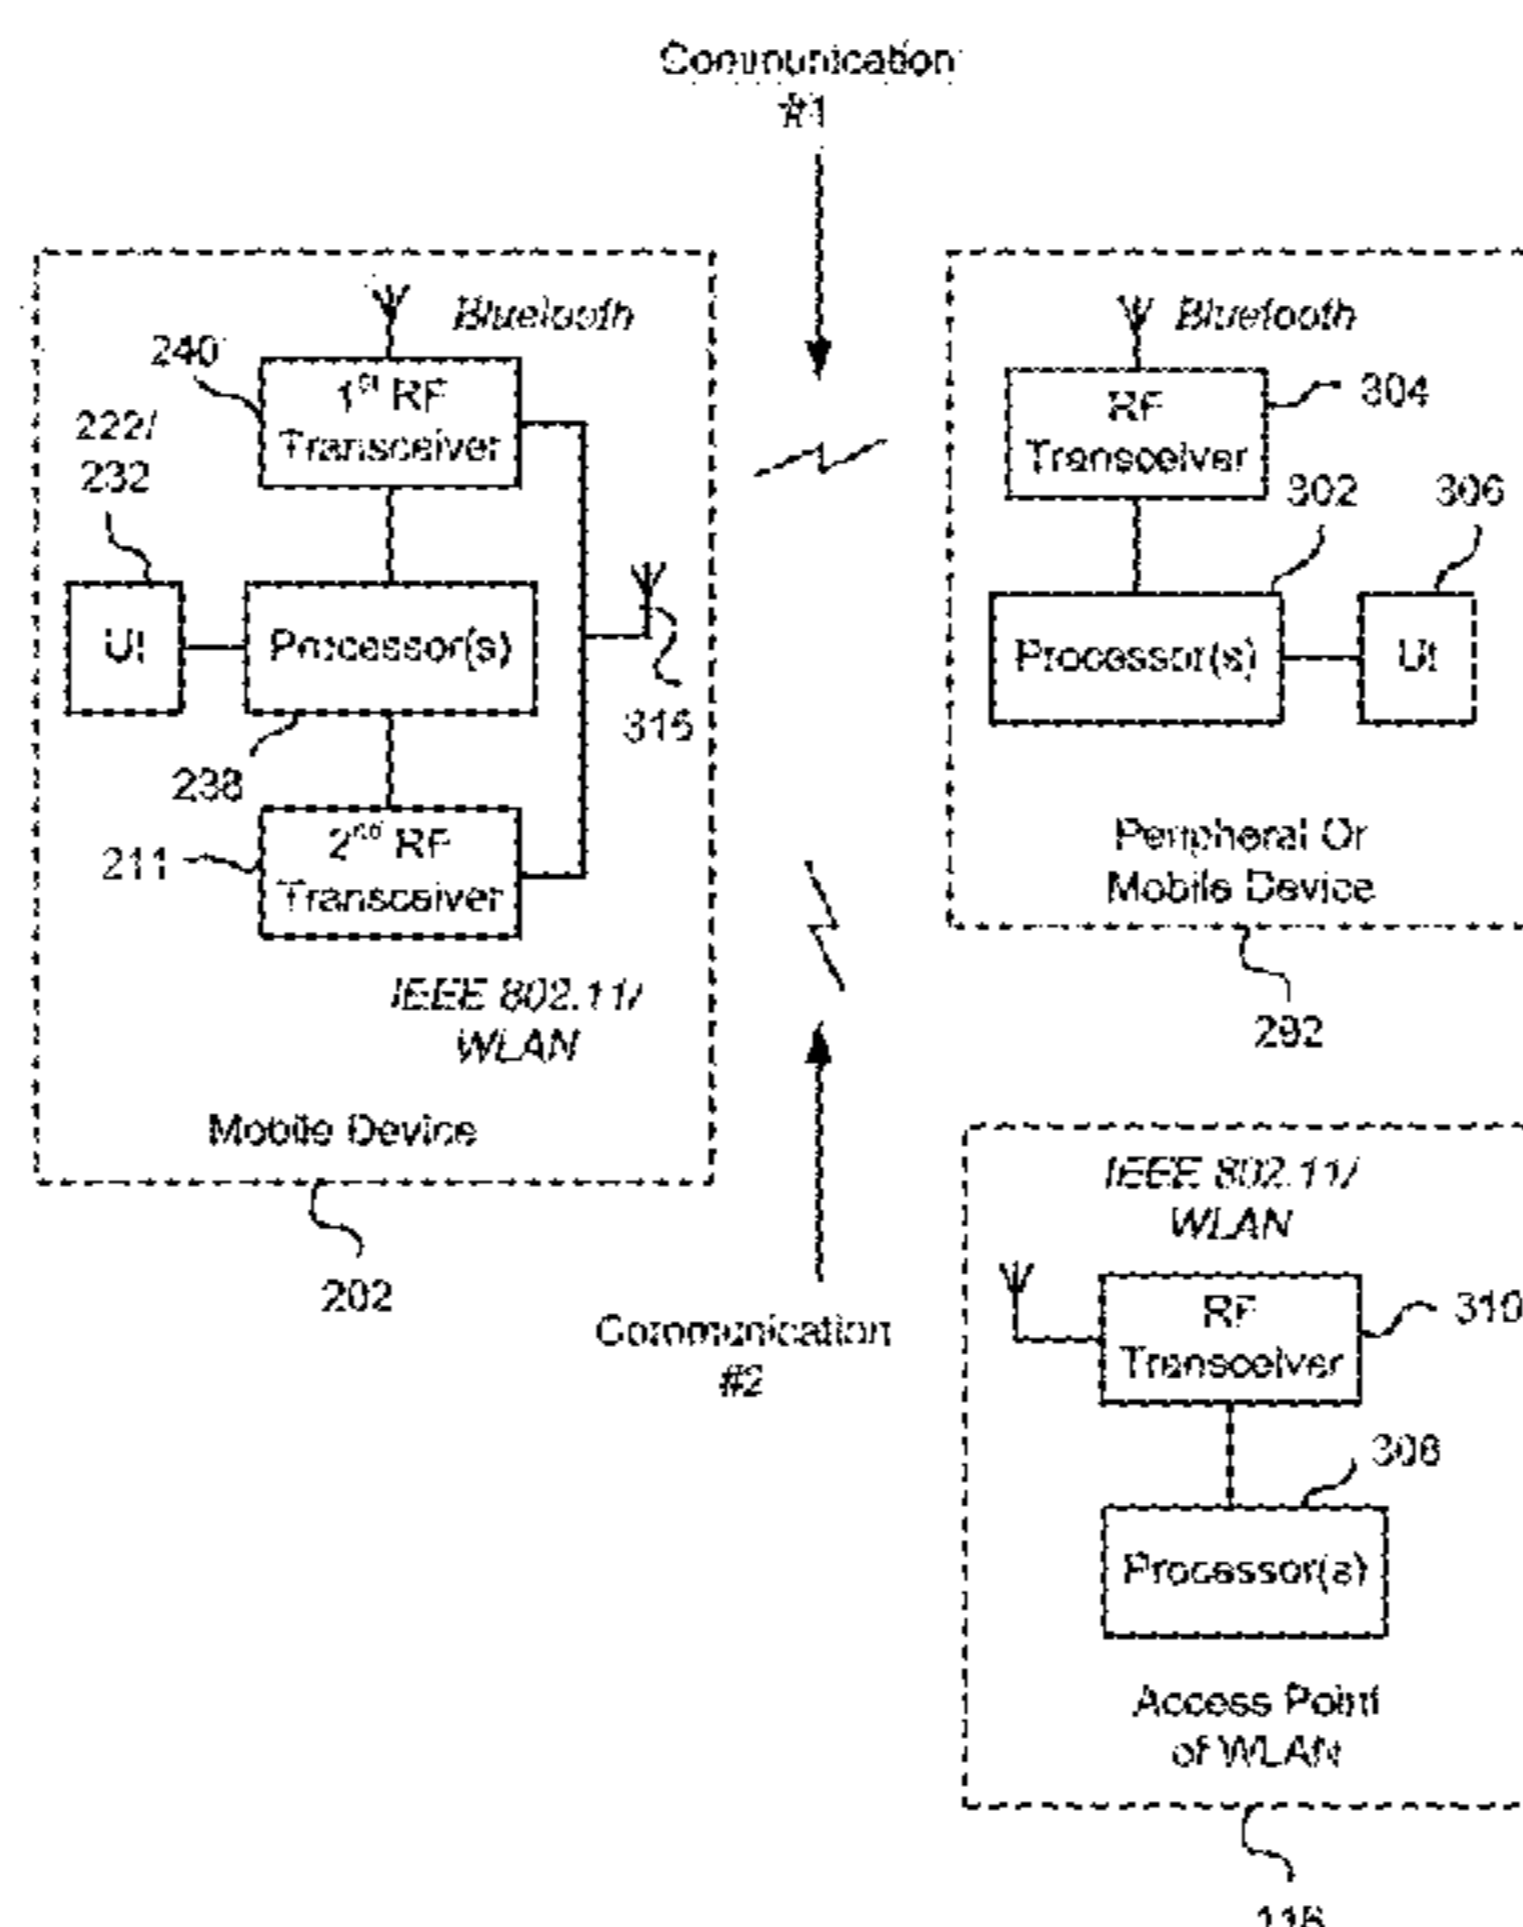 Communication
#1
Bluetooth
240
1st RF
Transceiver
222/
232
UI
Processor(s)
316
238
2nd RF
Transceiver
211
IEEE 802.11/
WLAN
Mobile Device
202
Bluetooth
RF
Transceiver
304
302
306
Processor(s)
UI
Peripheral Or
Mobile Device
292
Communication
#2
IEEE 802.11/
WLAN
RF
Transceiver
310
308
Processor(s)
Access Point
of WLAN